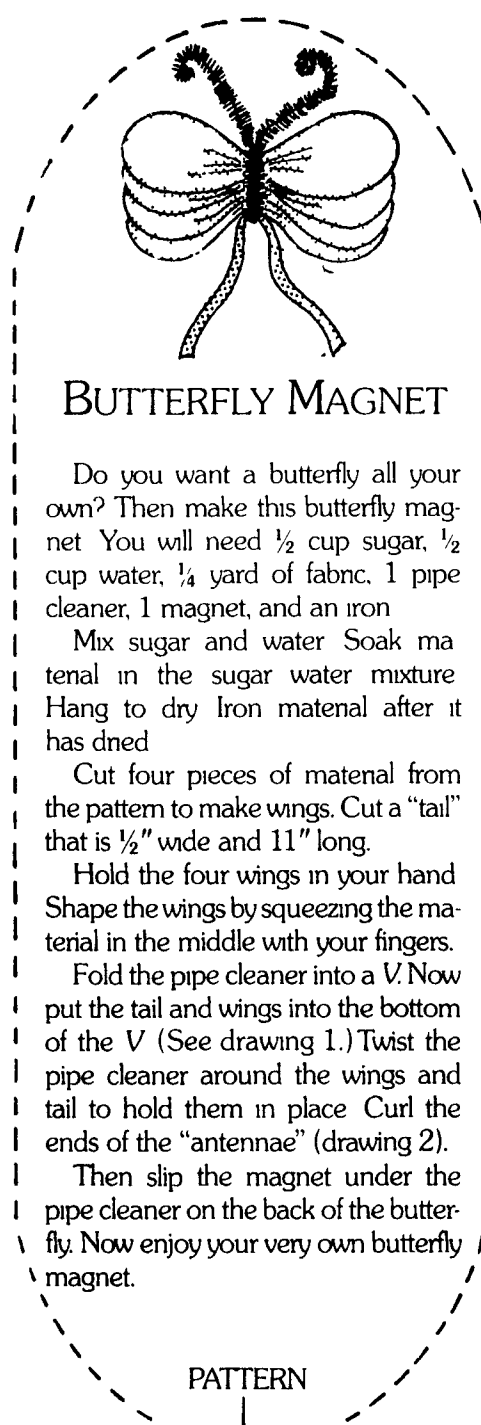 BUTTERFLY MAGNET
Do you want a butterfly all your
own? Then make this butterfly mag-
net You will need ½ cup sugar, ½
cup water, ¼ yard of fabric, 1 pipe
cleaner, 1 magnet, and an iron
Mix sugar and water Soak ma
terial in the sugar water mixture
Hang to dry Iron material after it
has dried
Cut four pieces of material from
the pattern to make wings. Cut a “tail”
that is ½″ wide and 11″ long.
Hold the four wings in your hand
Shape the wings by squeezing the ma-
terial in the middle with your fingers.
Fold the pipe cleaner into a V. Now
put the tail and wings into the bottom
of the V (See drawing 1.) Twist the
pipe cleaner around the wings and
tail to hold them in place Curl the
ends of the “antennae” (drawing 2).
Then slip the magnet under the
pipe cleaner on the back of the butter-
fly. Now enjoy your very own butterfly
magnet.
PATTERN